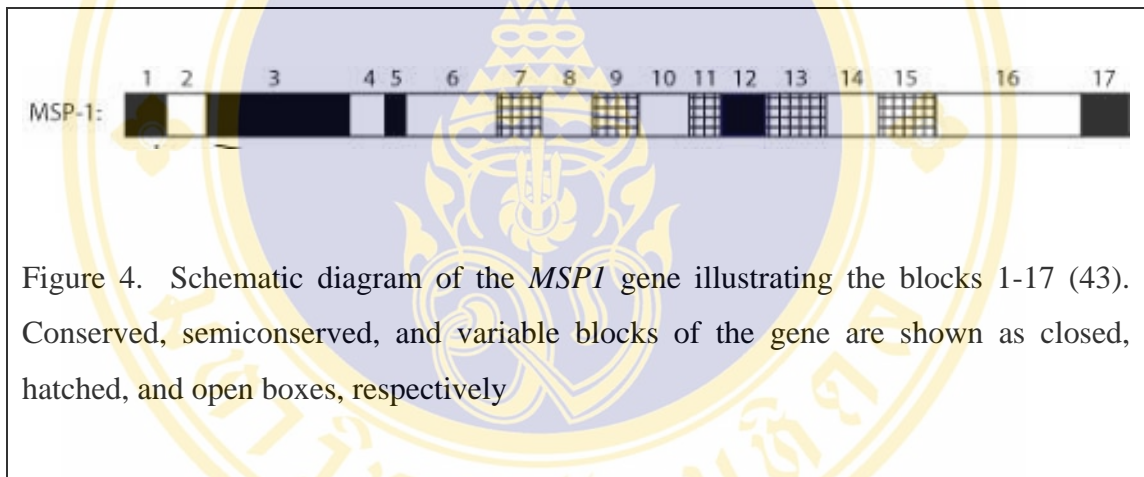 1 2 3 4 5 6 7 8 9 10 11 12 13 14 15 16 17
MSP-1:
Figure 4. Schematic diagram of the MSP1 gene illustrating the blocks 1-17 (43).
Conserved, semiconserved, and variable blocks of the gene are shown as closed,
hatched, and open boxes, respectively